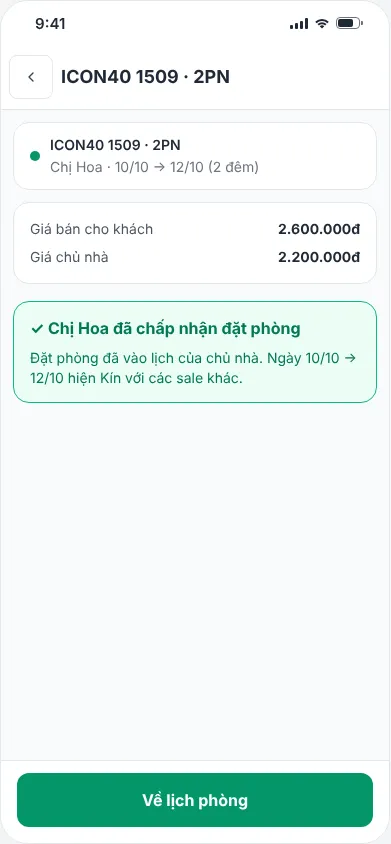 9:41
ICON40 1509 · 2PN
ICON40 1509 · 2PN
Chị Hoa · 10/10 → 12/10 (2 đêm)
Giá bán cho khách 2.600.000đ
Giá chủ nhà 2.200.000đ
✓ Chị Hoa đã chấp nhận đặt phòng
Đặt phòng đã vào lịch của chủ nhà. Ngày 10/10 →
12/10 hiện Kín với các sale khác.
Về lịch phòng